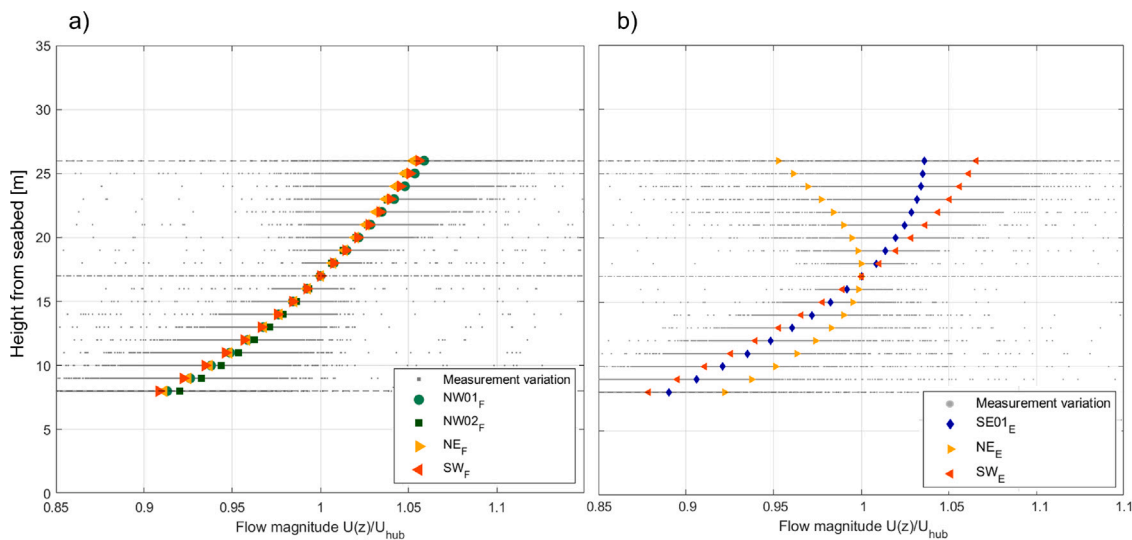 a)
b)
Height from seabed [m]
35
30
25
20
15
10
5
0
0.85
0.9
0.95
1
1.05
Flow magnitude U(z)/U_hub
Measurement variation
NW01_F
NW02_F
NE_F
SW_F
0.85
0.9
0.95
1
1.05
1.1
1.1
Flow magnitude U(z)/U_hub
Measurement variation
SE01_E
NE_E
SW_E